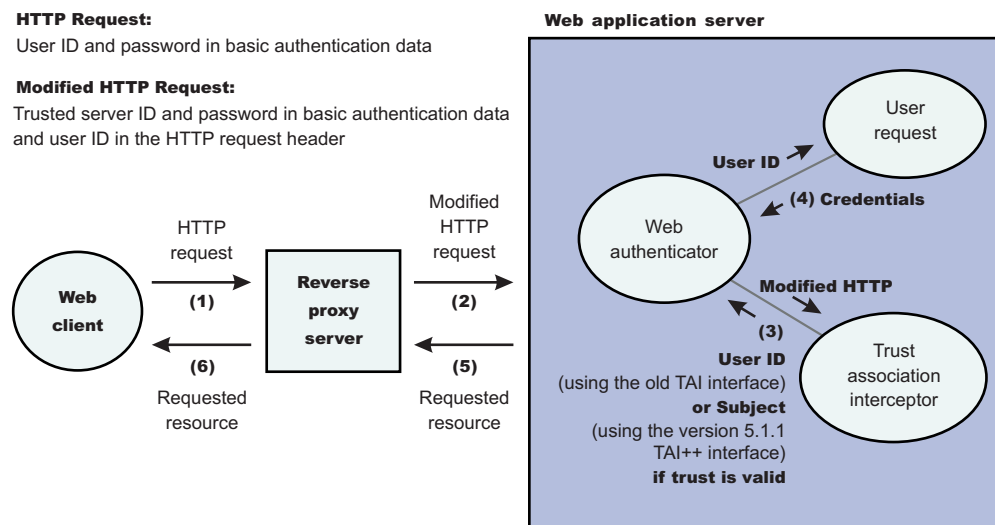 HTTP Request:
User ID and password in basic authentication data
Modified HTTP Request:
Trusted server ID and password in basic authentication data
and user ID in the HTTP request header
Web application server
User
request
User ID
(4) Credentials
Web
authenticator
Modified HTTP
(3)
User ID
(using the old TAI interface)
or Subject
(using the version 5.1.1
TAI++ interface)
if trust is valid
Trust
association
interceptor
Web
client
HTTP
request
(1)
(6)
Requested
resource
Reverse
proxy
server
Modified
HTTP
request
(2)
(5)
Requested
resource